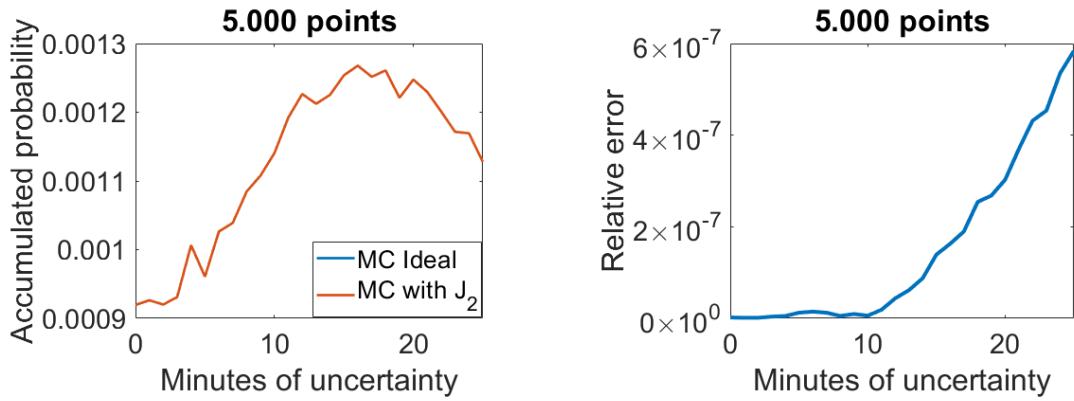 5.000 points
Accumulated probability
0.0013
0.0012
0.0011
0.001
0.0009
0
10
20
Minutes of uncertainty
MC Ideal
MC with J₂
5.000 points
Relative error
6×10⁻⁷
4×10⁻⁷
2×10⁻⁷
0×10⁰
0
10
20
Minutes of uncertainty